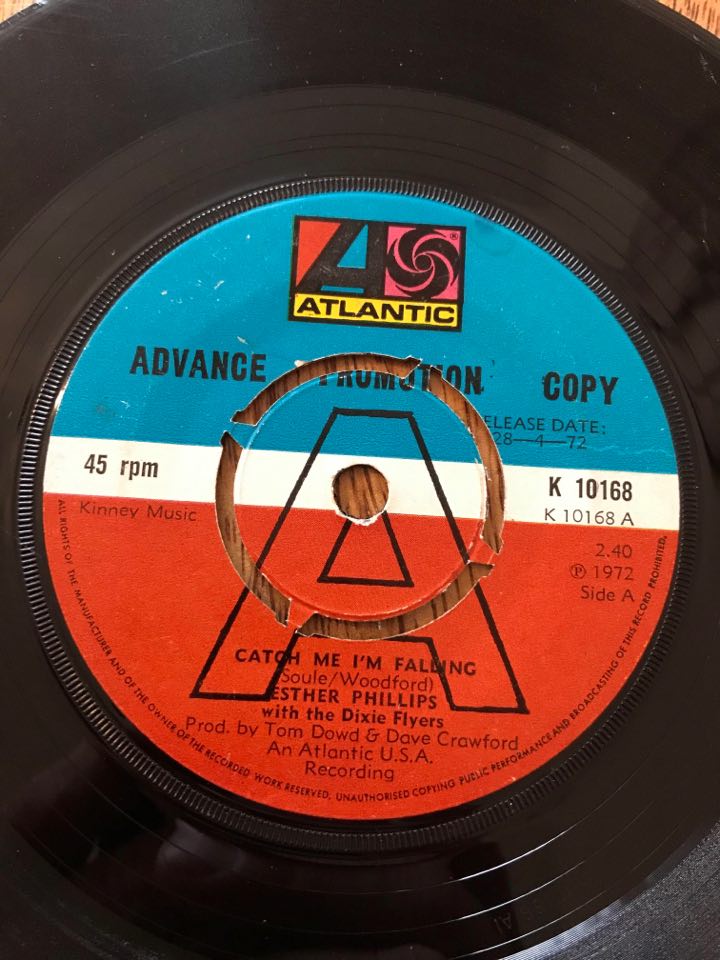 ATLANTIC
®
ADVANCE PROMOTION COPY
RELEASE DATE:
28—4—72
45 rpm
K 10168
Kinney Music
K 10168 A
2.40
℗ 1972
Side A
A
CATCH ME I'M FALLING
(Soule/Woodford)
ESTHER PHILLIPS
with the Dixie Flyers
Prod. by Tom Dowd & Dave Crawford
An Atlantic U.S.A.
Recording
ALL RIGHTS OF THE MANUFACTURER AND OF THE OWNER OF THE RECORDED WORK RESERVED. UNAUTHORISED COPYING PUBLIC PERFORMANCE AND BROADCASTING OF THIS RECORD PROHIBITED.